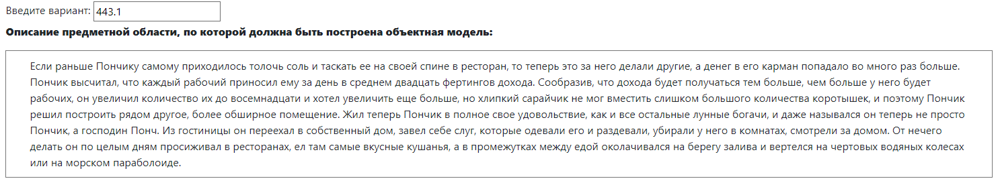 Введите вариант: 443.1
Описание предметной области, по которой должна быть построена объектная модель:
Если раньше Пончику самому приходилось толочь соль и таскать ее на своей спине в ресторан, то теперь это за него делали другие, а денег в его карман попадало во много раз больше.
Пончик высчитал, что каждый рабочий приносил ему за день в среднем двадцать фертингов дохода. Сообразив, что дохода будет получаться тем больше, чем больше у него будет
рабочих, он увеличил количество их до восемнадцати и хотел увеличить еще больше, но хлипкий сарайчик не мог вместить слишком большого количества коротышек, и поэтому Пончик
решил построить рядом другое, более обширное помещение. Жил теперь Пончик в полное свое удовольствие, как и все остальные лунные богачи, и даже назывался он теперь не просто
Пончик, а господин Понч. Из гостиницы он переехал в собственный дом, завел себе слуг, которые одевали его и раздевали, убирали у него в комнатах, смотрели за домом. От нечего
делать он по целым дням просиживал в ресторанах, ел там самые вкусные кушанья, а в промежутках между едой околачивался на берегу залива и вертелся на чертовых водяных колесах
или на морском параболоиде.